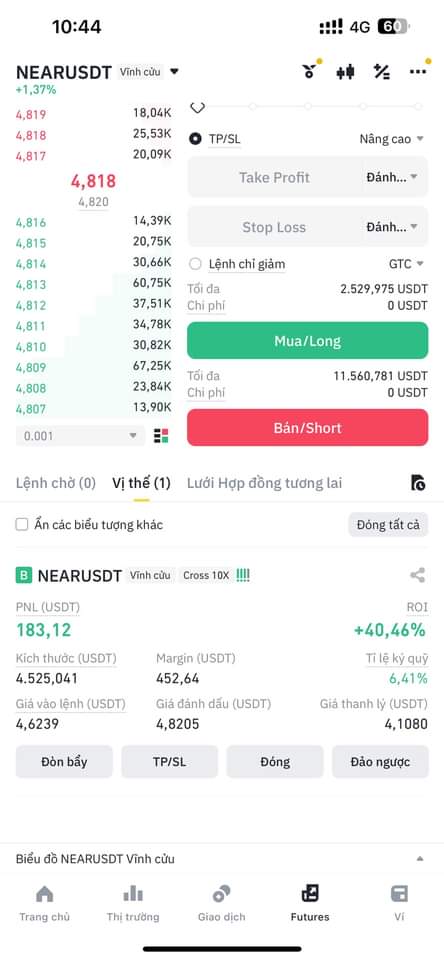 10:44 4G 60
NEARUSDT Vĩnh cửu
+1,37%
4,819 18,04K
4,818 25,53K
4,817 20,09K
4,818
4,820
4,816 14,39K
4,815 20,75K
4,814 30,66K
4,813 60,75K
4,812 37,51K
4,811 34,78K
4,810 30,82K
4,809 67,25K
4,808 23,84K
4,807 13,90K
0.001
TP/SL Nâng cao
Take Profit Đánh...
Stop Loss Đánh...
Lệnh chỉ giảm GTC
Tối đa 2.529,975 USDT
Chi phí 0 USDT
Mua/Long
Tối đa 11.560,781 USDT
Chi phí 0 USDT
Bán/Short
Lệnh chờ (0) Vị thế (1) Lưới Hợp đồng tương lai
Ẩn các biểu tượng khác Đóng tất cả
B NEARUSDT Vĩnh cửu Cross 10X !!!!
PNL (USDT) ROI
183,12 +40,46%
Kích thước (USDT) Margin (USDT) Tỉ lệ ký quỹ
4.525,041 452,64 6,41%
Giá vào lệnh (USDT) Giá đánh dấu (USDT) Giá thanh lý (USDT)
4,6239 4,8205 4,1080
Đòn bẩy TP/SL Đóng Đảo ngược
Biểu đồ NEARUSDT Vĩnh cửu
Trang chủ Thị trường Giao dịch Futures Ví